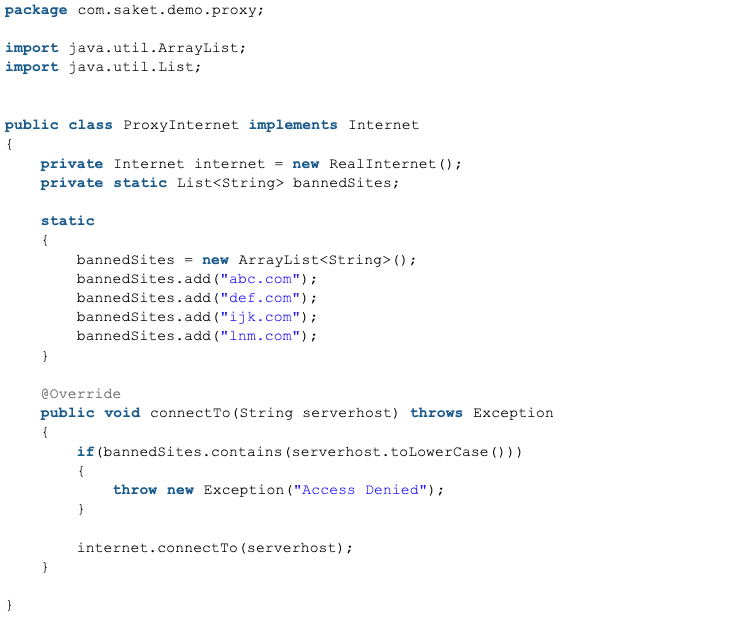 package com.saket.demo.proxy;
import java.util.ArrayList;
import java.util.List;
public class ProxyInternet implements Internet
{
    private Internet internet = new RealInternet();
    private static List<String> bannedSites;
    static
    {
        bannedSites = new ArrayList<String>();
        bannedSites.add("abc.com");
        bannedSites.add("def.com");
        bannedSites.add("ijk.com");
        bannedSites.add("lnm.com");
    }
    @Override
    public void connectTo(String serverhost) throws Exception
    {
        if(bannedSites.contains(serverhost.toLowerCase()))
        {
            throw new Exception("Access Denied");
        }
        internet.connectTo(serverhost);
    }
}